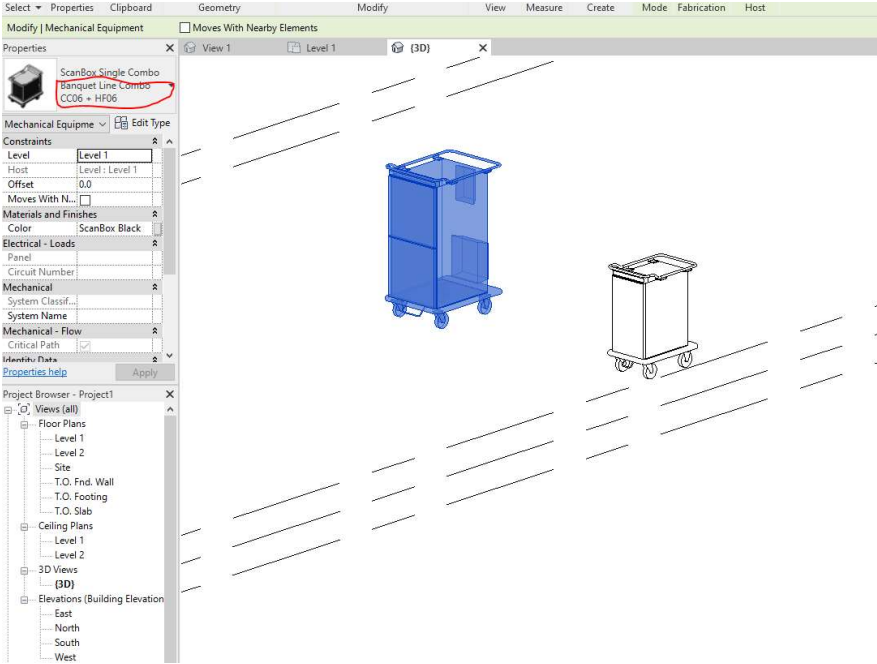 Select Properties Clipboard Geometry Modify View Measure Create Mode Fabrication Host
Modify | Mechanical Equipment Moves With Nearby Elements
Properties
View 1 Level 1 {3D}
ScanBox Single Combo
Banquet Line Combo
CC06 + HF06
Mechanical Equipme Edit Type
Constraints
Level Level 1
Host Level : Level 1
Offset 0.0
Moves With N...
Materials and Finishes
Color ScanBox Black
Electrical - Loads
Panel
Circuit Number
Mechanical
System Classif...
System Name
Mechanical - Flow
Critical Path
Identity Data
Properties help Apply
Project Browser - Project1
Views (all)
Floor Plans
Level 1
Level 2
Site
T.O. Fnd. Wall
T.O. Footing
T.O. Slab
Ceiling Plans
Level 1
Level 2
3D Views
{3D}
Elevations (Building Elevation
East
North
South
West